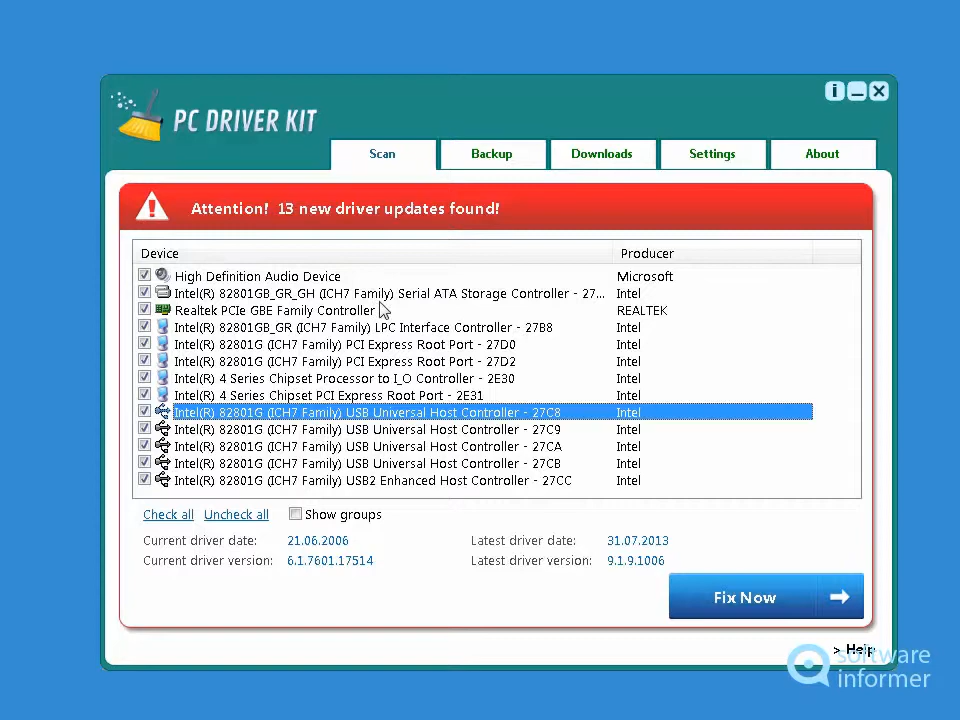 PC DRIVER KIT
Scan Backup Downloads Settings About
Attention! 13 new driver updates found!
Device Producer
High Definition Audio Device Microsoft
Intel(R) 82801GB_GR_GH (ICH7 Family) Serial ATA Storage Controller - 27... Intel
Realtek PCIe GBE Family Controller REALTEK
Intel(R) 82801GB_GR (ICH7 Family) LPC Interface Controller - 27B8 Intel
Intel(R) 82801G (ICH7 Family) PCI Express Root Port - 27D0 Intel
Intel(R) 82801G (ICH7 Family) PCI Express Root Port - 27D2 Intel
Intel(R) 4 Series Chipset Processor to I_O Controller - 2E30 Intel
Intel(R) 4 Series Chipset PCI Express Root Port - 2E31 Intel
Intel(R) 82801G (ICH7 Family) USB Universal Host Controller - 27C8 Intel
Intel(R) 82801G (ICH7 Family) USB Universal Host Controller - 27C9 Intel
Intel(R) 82801G (ICH7 Family) USB Universal Host Controller - 27CA Intel
Intel(R) 82801G (ICH7 Family) USB Universal Host Controller - 27CB Intel
Intel(R) 82801G (ICH7 Family) USB2 Enhanced Host Controller - 27CC Intel
Check all Uncheck all Show groups
Current driver date: 21.06.2006 Latest driver date: 31.07.2013
Current driver version: 6.1.7601.17514 Latest driver version: 9.1.9.1006
Fix Now
> Help
software
informer